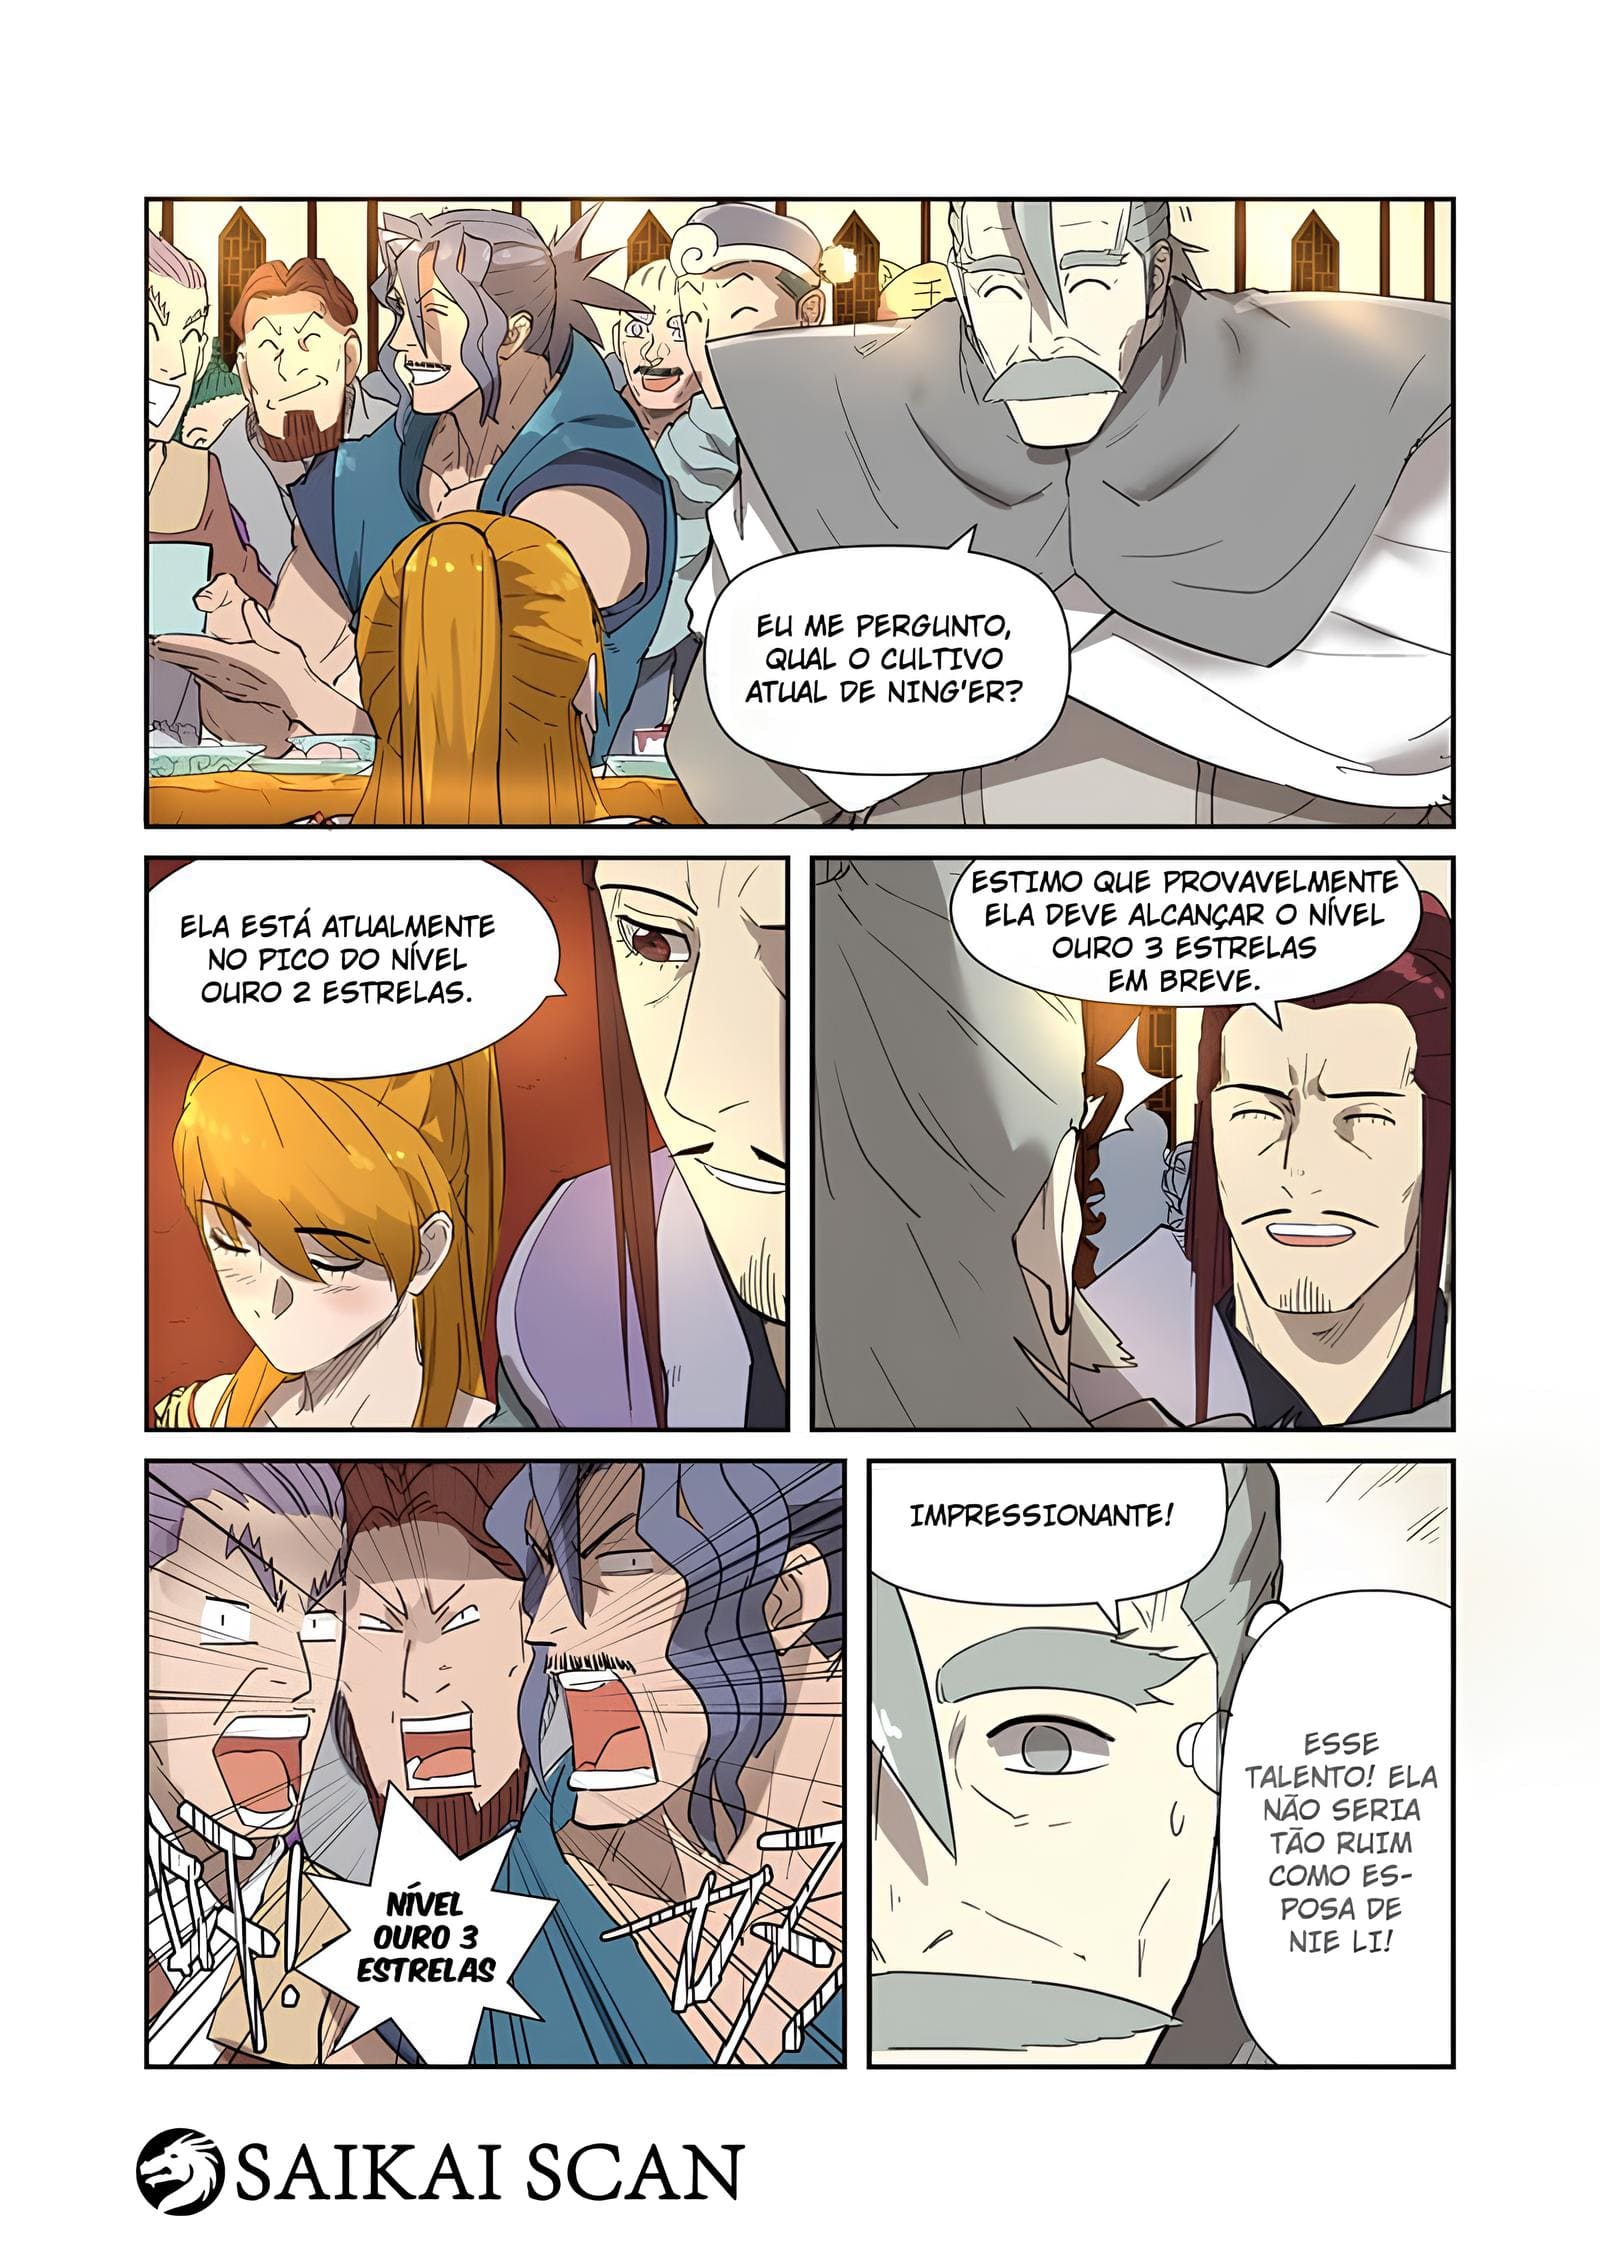 EU ME PERGUNTO,
QUAL O CULTIVO
ATUAL DE NING'ER?
ELA ESTÁ ATUALMENTE
NO PICO DO NÍVEL
OURO 2 ESTRELAS.
ESTIMO QUE PROVAVELMENTE
ELA DEVE ALCANÇAR O NÍVEL
OURO 3 ESTRELAS
EM BREVE.
NÍVEL
OURO 3
ESTRELAS
IMPRESSIONANTE!
ESSE
TALENTO! ELA
NÃO SERIA
TÃO RUIM
COMO ES-
POSA DE
NIE LI!
SAIKAI SCAN